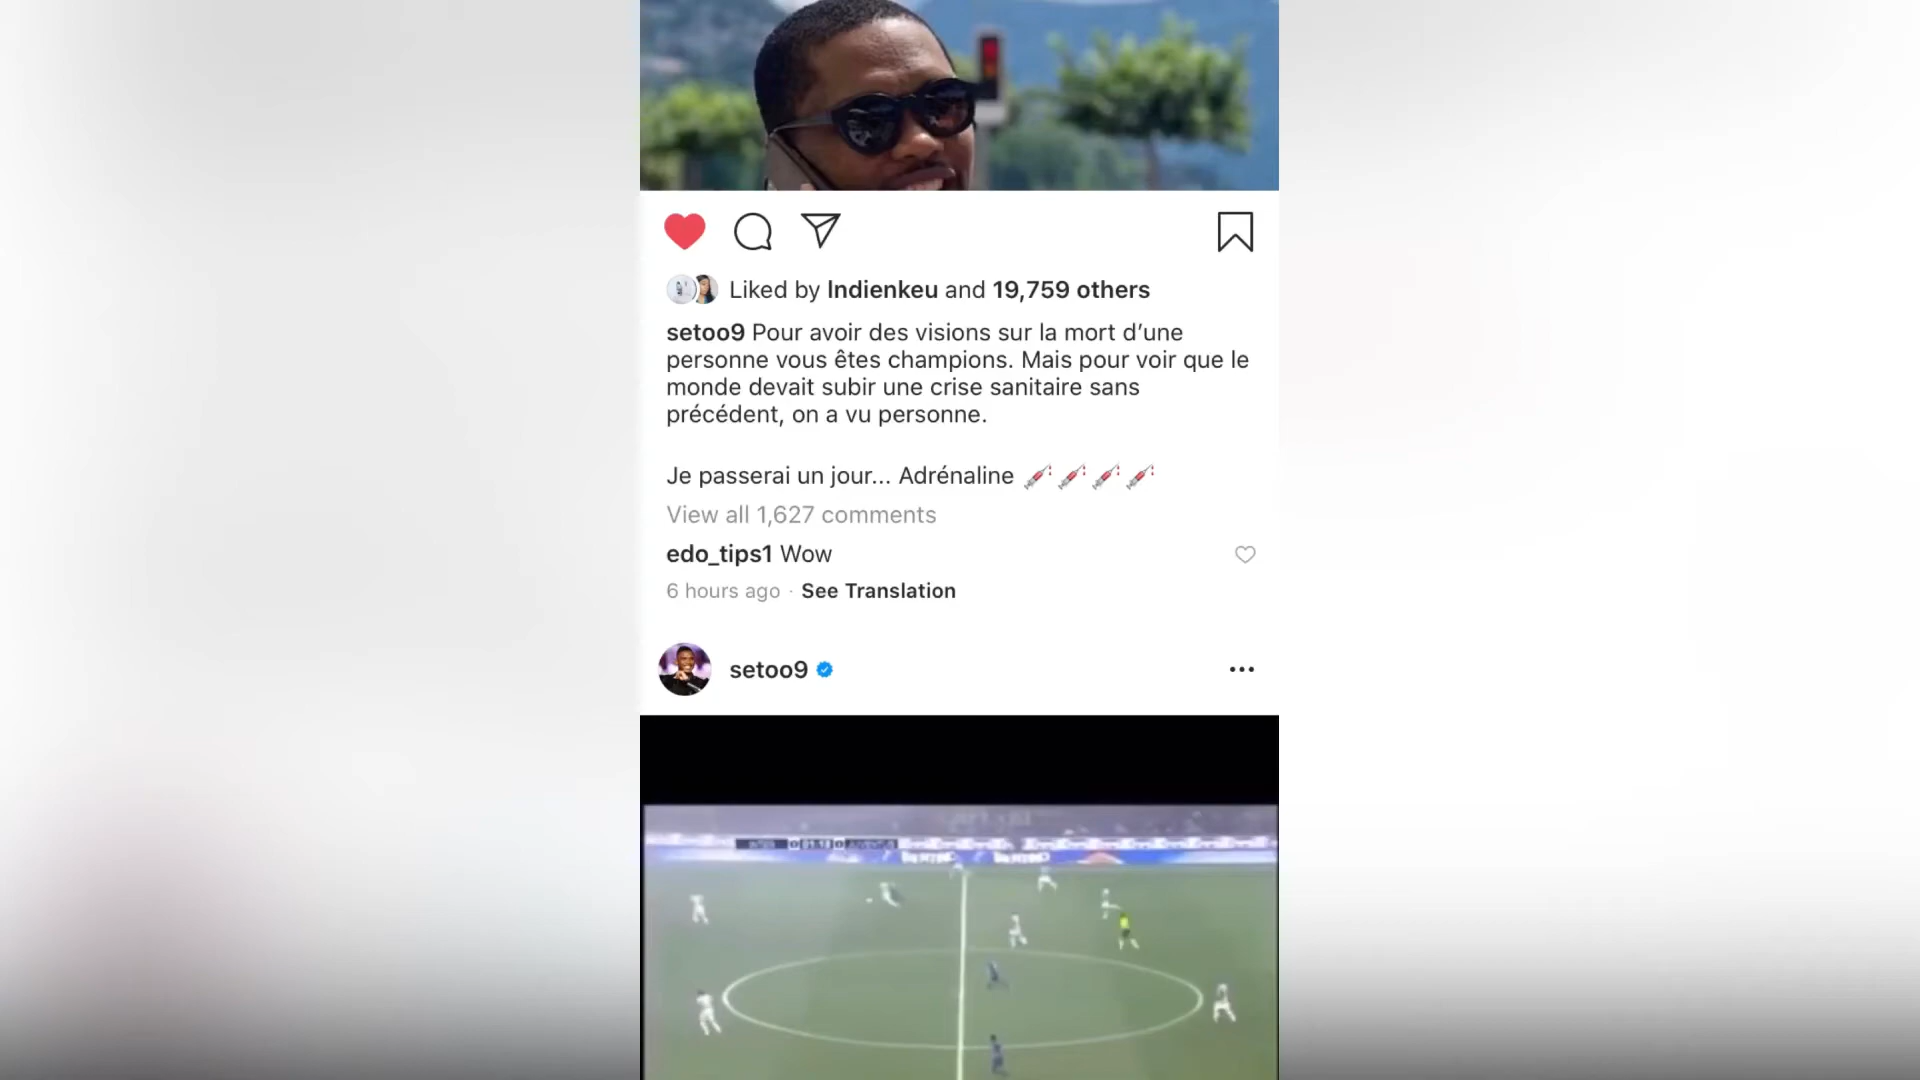 Liked by Indienkeu and 19,759 others
setoo9 Pour avoir des visions sur la mort d’une
personne vous êtes champions. Mais pour voir que le
monde devait subir une crise sanitaire sans
précédent, on a vu personne.
Je passerai un jour... Adrénaline 💉💉💉💉
View all 1,627 comments
edo_tips1 Wow
6 hours ago · See Translation
setoo9